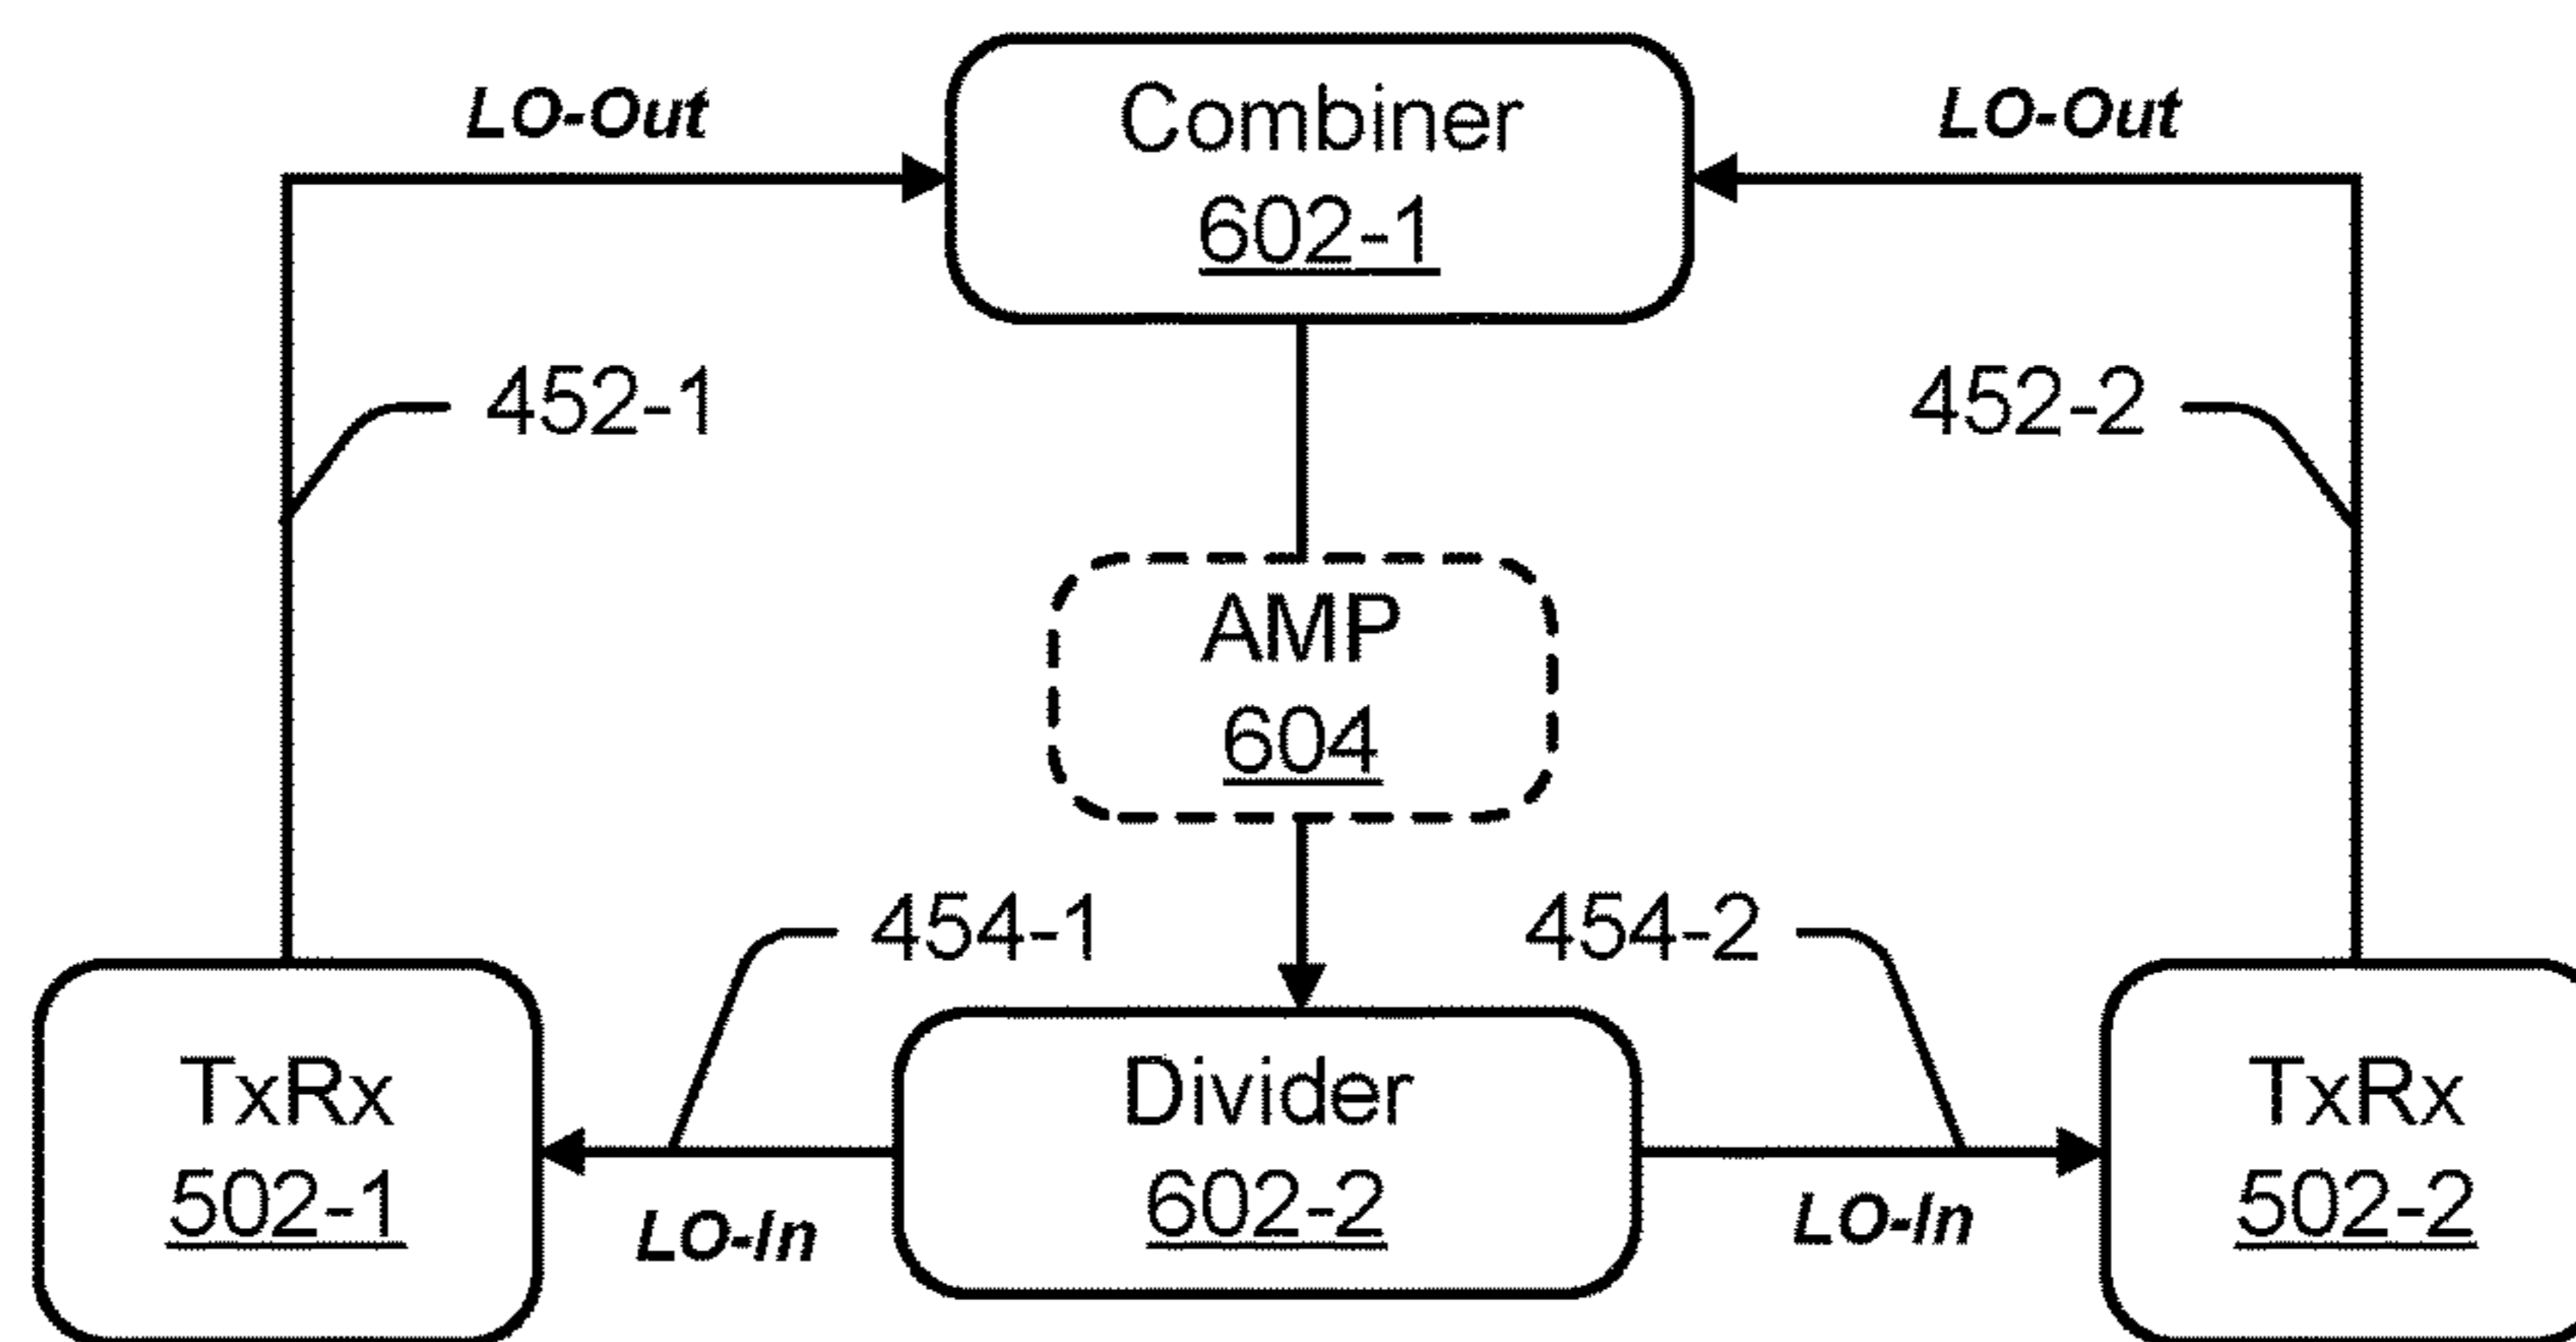 LO-Out
Combiner
602-1
LO-Out
452-1
452-2
AMP
604
454-1
454-2
TxRx
502-1
LO-In
Divider
602-2
LO-In
TxRx
502-2